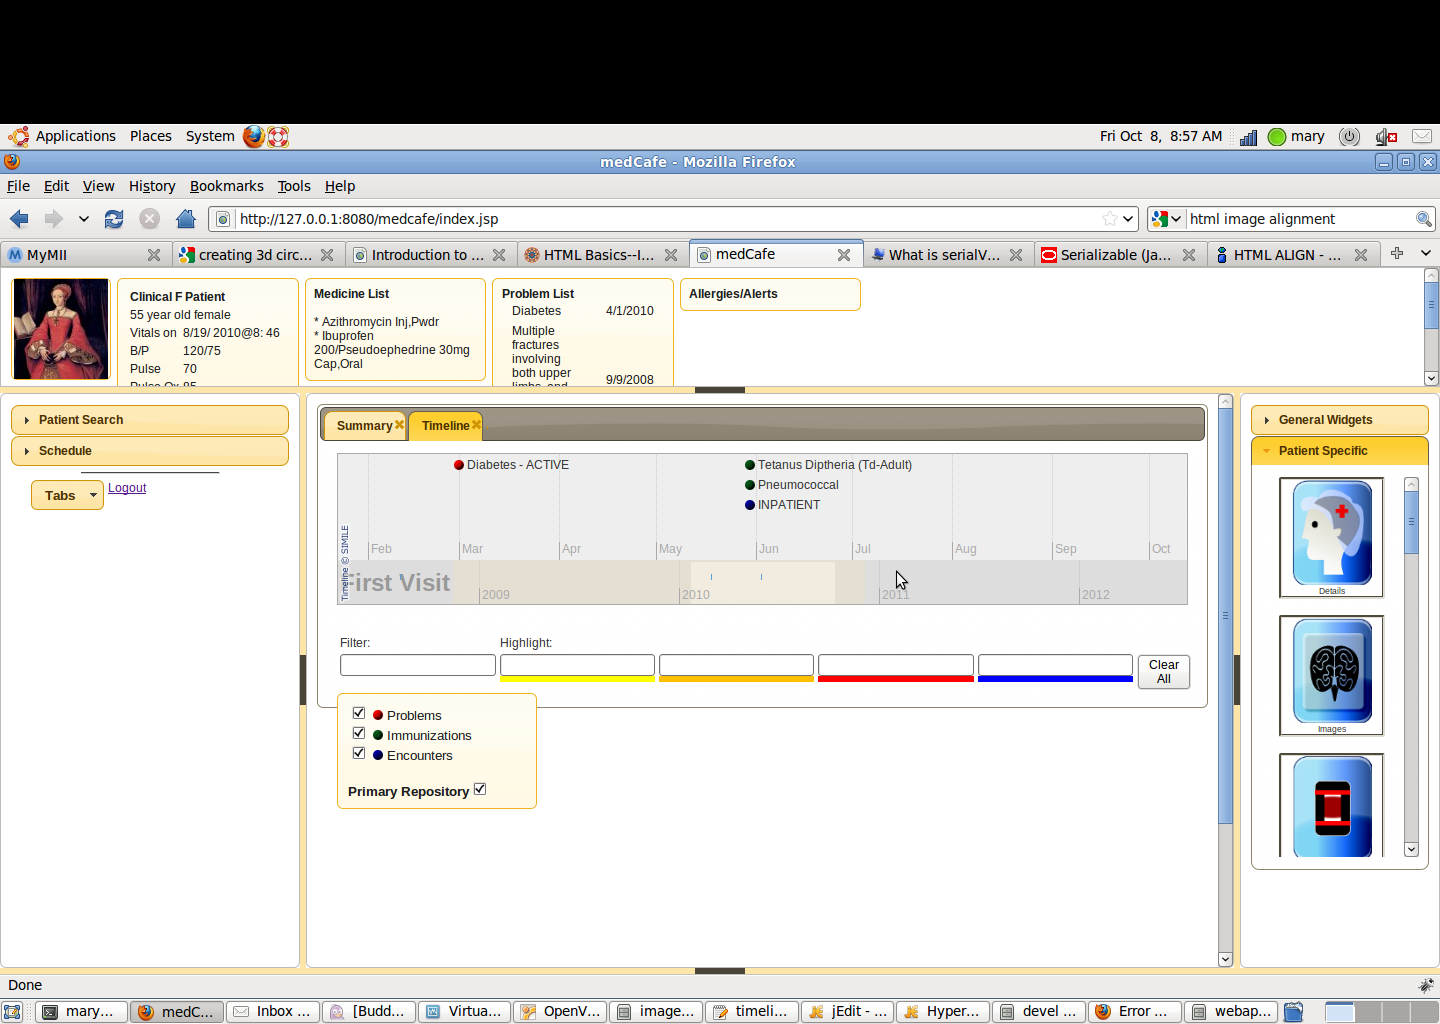 Applications Places System
Fri Oct 8, 8:57 AM mary
medCafe - Mozilla Firefox
File Edit View History Bookmarks Tools Help
http://127.0.0.1:8080/medcafe/index.jsp
html image alignment
MyMII
creating 3d circ...
Introduction to ...
HTML Basics--I...
medCafe
What is serialV...
Serializable (Ja...
HTML ALIGN - ...
Clinical F Patient
55 year old female
Vitals on 8/19/ 2010@8: 46
B/P 120/75
Pulse 70
Pulse Ox 85
Medicine List
* Azithromycin Inj,Pwdr
* Ibuprofen
200/Pseudoephedrine 30mg
Cap,Oral
Problem List
Diabetes 4/1/2010
Multiple
fractures
involving
both upper
limbs, and 9/9/2008
Allergies/Alerts
Patient Search
Schedule
Tabs
Logout
Summary
Timeline
Diabetes - ACTIVE
Tetanus Diptheria (Td-Adult)
Pneumococcal
INPATIENT
Feb Mar Apr May Jun Jul Aug Sep Oct
Timeline © SIMILE
First Visit
2009 2010 2011 2012
Filter:
Highlight:
Clear
All
Problems
Immunizations
Encounters
Primary Repository
General Widgets
Patient Specific
Details
Images
Done
mary...
medC...
Inbox ...
[Budd...
Virtua...
OpenV...
image...
timeli...
jEdit - ...
Hyper...
devel ...
Error ...
webap...